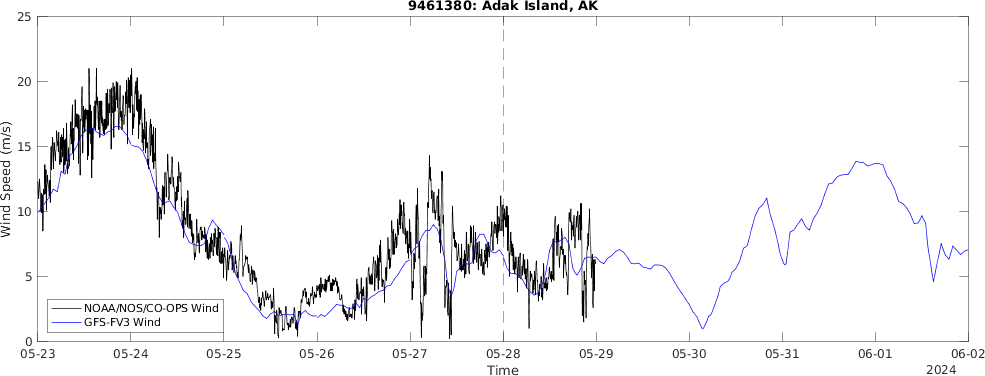 9461380: Adak Island, AK
25
20
15
10
5
0
Wind Speed (m/s)
NOAA/NOS/CO-OPS Wind
GFS-FV3 Wind
05-23 05-24 05-25 05-26 05-27 05-28 05-29 05-30 05-31 06-01 06-02
Time
2024